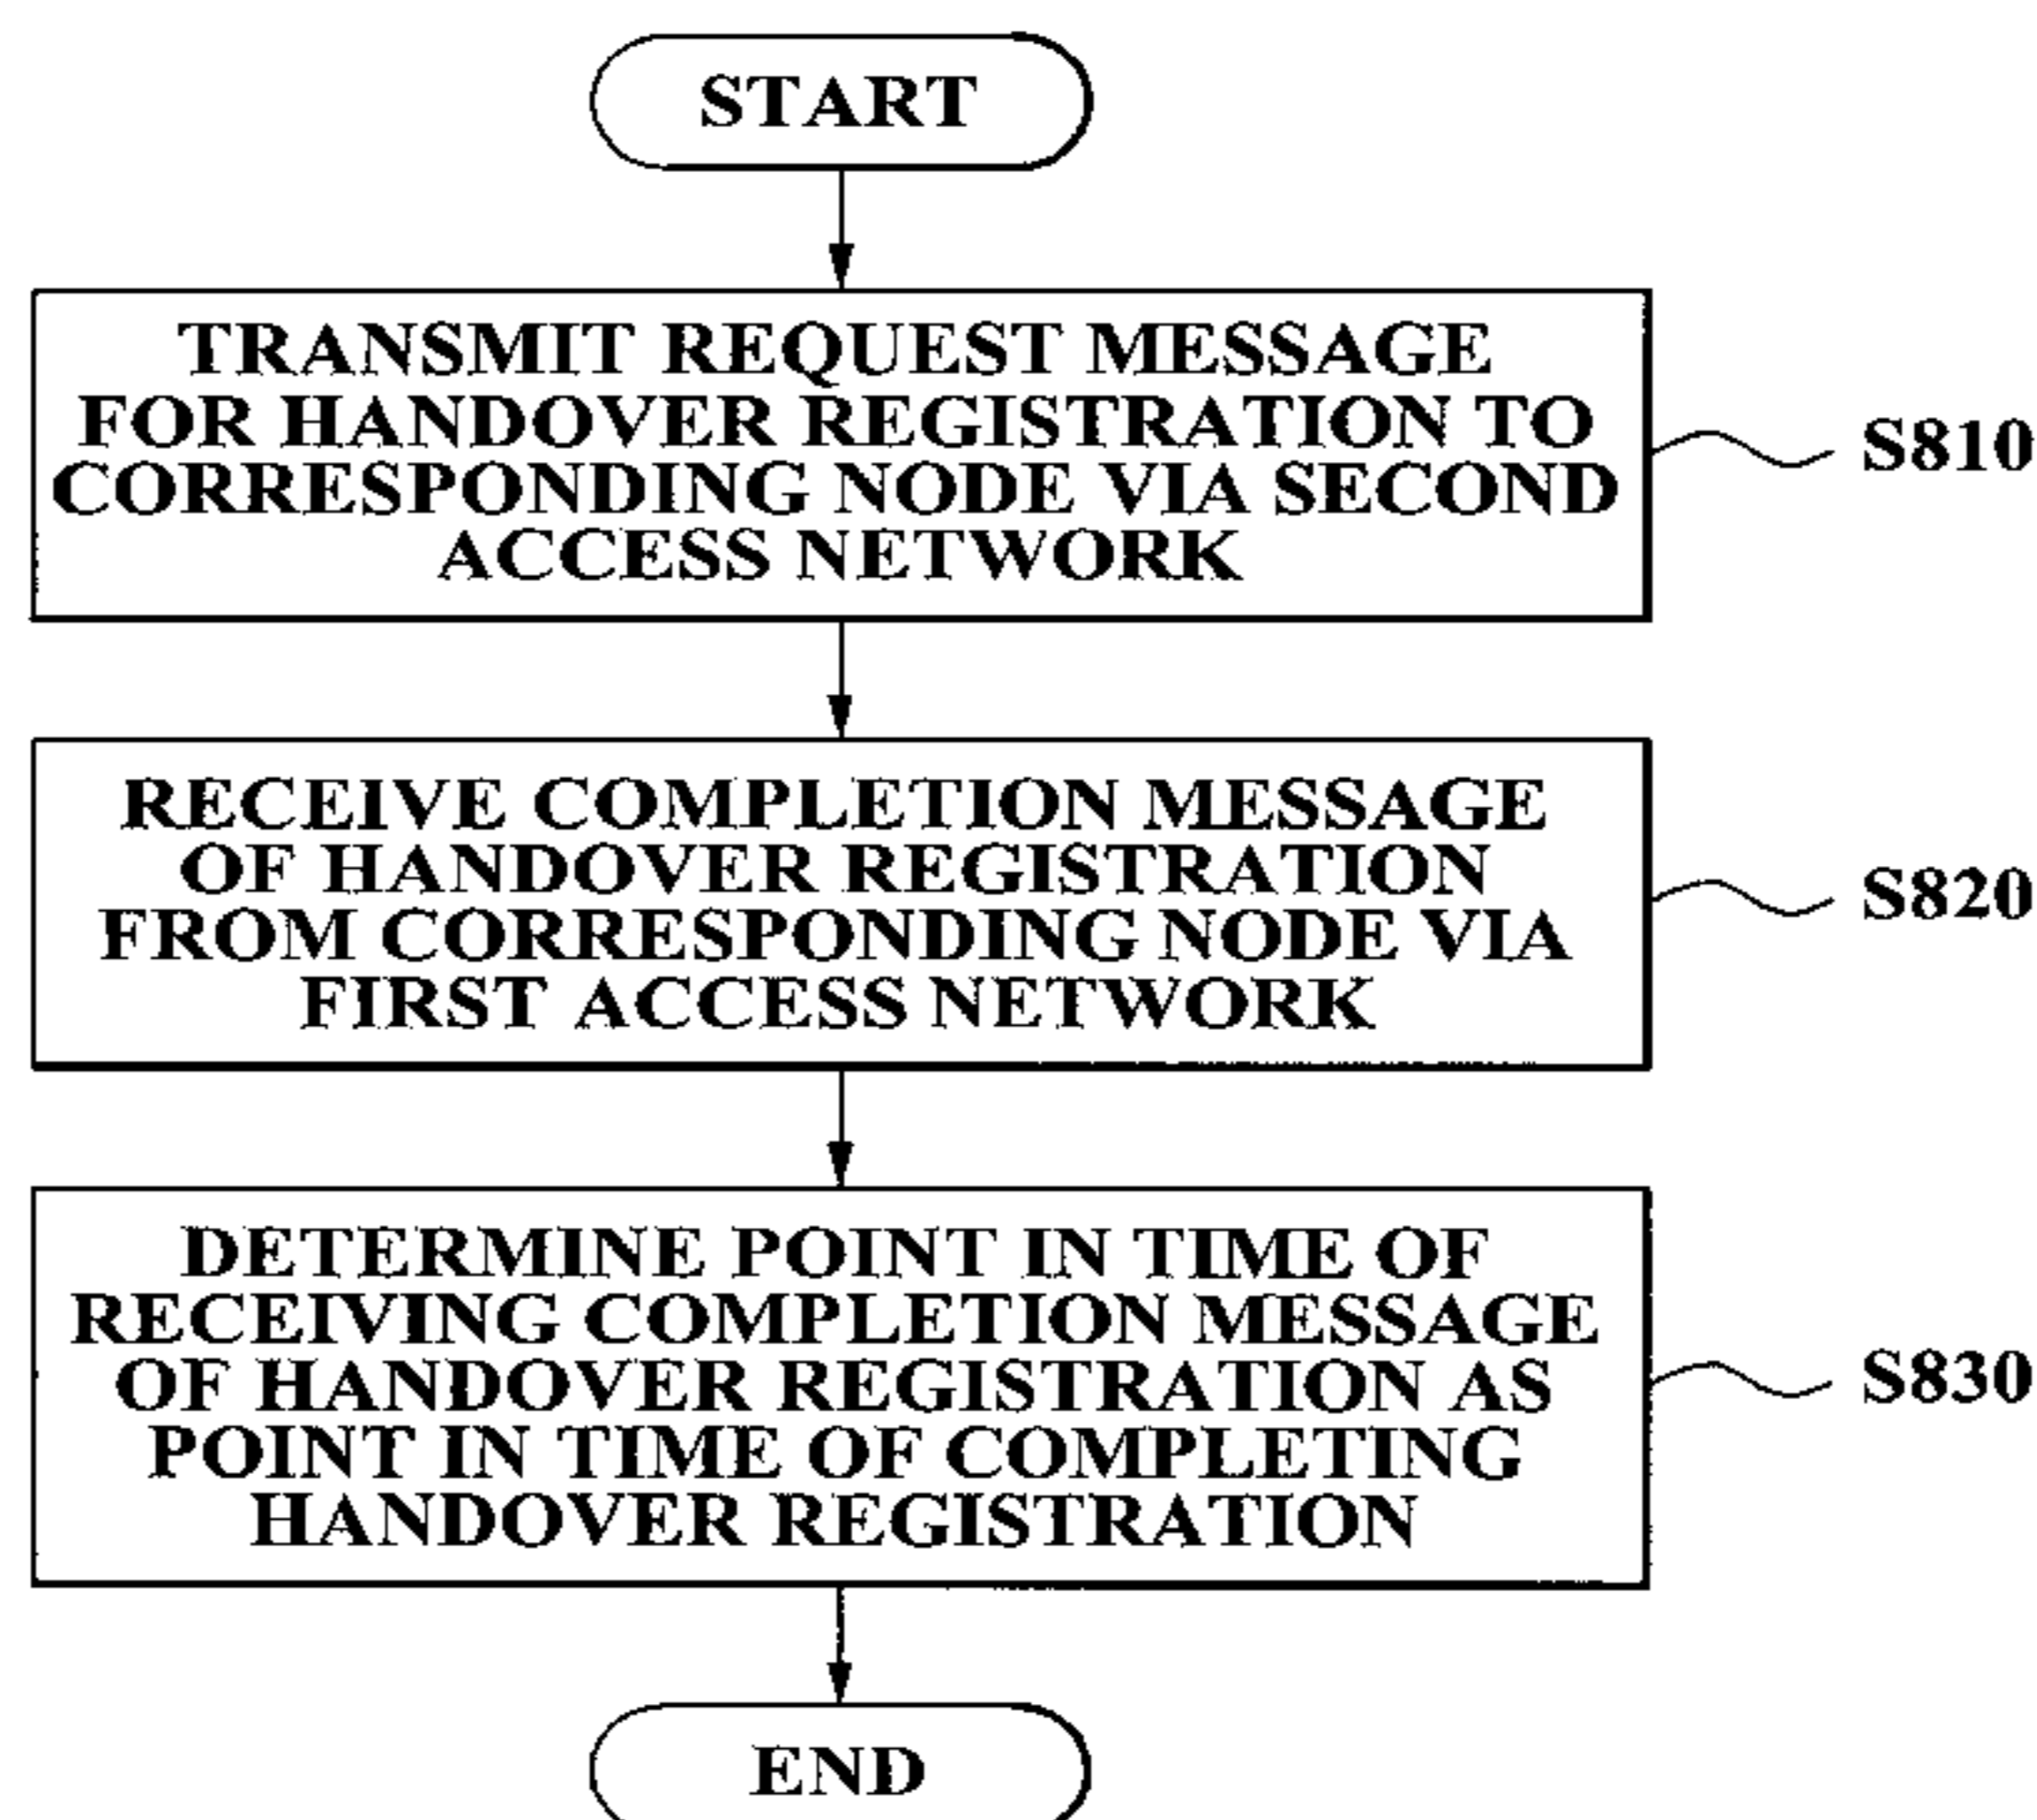 START
TRANSMIT REQUEST MESSAGE
FOR HANDOVER REGISTRATION TO
CORRESPONDING NODE VIA SECOND
ACCESS NETWORK
S810
RECEIVE COMPLETION MESSAGE
OF HANDOVER REGISTRATION
FROM CORRESPONDING NODE VIA
FIRST ACCESS NETWORK
S820
DETERMINE POINT IN TIME OF
RECEIVING COMPLETION MESSAGE
OF HANDOVER REGISTRATION AS
POINT IN TIME OF COMPLETING
HANDOVER REGISTRATION
S830
END